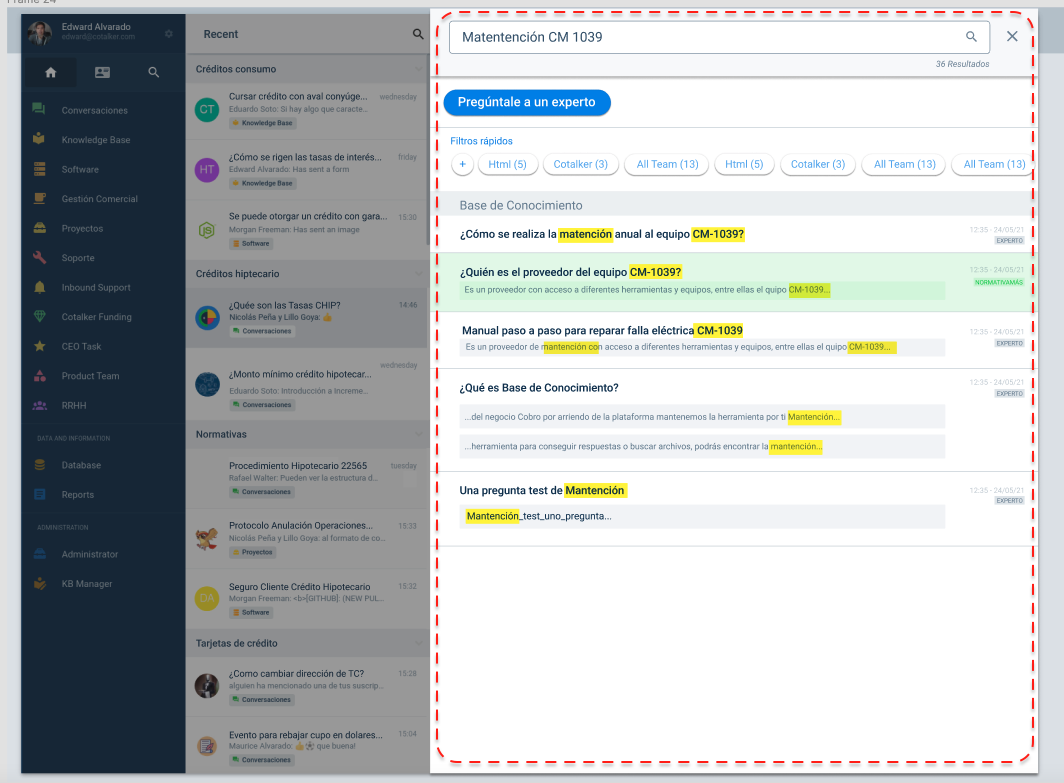 Frame 24
Edward Alvarado
edward@cotalker.com
Conversaciones
Knowledge Base
Software
Gestión Comercial
Proyectos
Soporte
Inbound Support
Cotalker Funding
CEO Task
Product Team
RRHH
DATA AND INFORMATION
Database
Reports
ADMINISTRATION
Administrator
KB Manager
Recent
Créditos consumo
CT
Cursar crédito con aval conyúge...
wednesday
Eduardo Soto: Si hay algo que caracte...
Knowledge Base
HT
¿Cómo se rigen las tasas de interés...
friday
Edward Alvarado: Has sent a form
Knowledge Base
Se puede otorgar un crédito con gara...
15:30
Morgan Freeman: Has sent an image
Software
Créditos hiptecario
¿Quée son las Tasas CHIP?
14:46
Nicolás Peña y Lillo Goya: 👍
Conversaciones
¿Monto mínimo crédito hipotecar...
wednesday
Eduardo Soto: Introducción a Increme...
Conversaciones
Normativas
Procedimiento Hipotecario 22565
tuesday
Rafael Walter: Pueden ver la estructura d...
Conversaciones
Protocolo Anulación Operaciones...
15:33
Nicolás Peña y Lillo Goya: al formato de co...
Proyectos
DA
Seguro Cliente Crédito Hipotecario
15:32
Morgan Freeman: <b>[GITHUB]: (NEW PUL...
Software
Tarjetas de crédito
¿Como cambiar dirección de TC?
15:28
alguien ha mencionado una de tus suscrip...
Conversaciones
Evento para rebajar cupo en dolares...
15:04
Maurice Alvarado: 👍⚽ que buena!
Conversaciones
Matentención CM 1039
36 Resultados
Pregúntale a un experto
Filtros rápidos
+
Html (5)
Cotalker (3)
All Team (13)
Html (5)
Cotalker (3)
All Team (13)
All Team (13)
Base de Conocimiento
¿Cómo se realiza la matención anual al equipo CM-1039?
12:35 - 24/05/21
EXPERTO
¿Quién es el proveedor del equipo CM-1039?
12:35 - 24/05/21
NORMATIVAMÁS
Es un proveedor con acceso a diferentes herramientas y equipos, entre ellas el quipo CM-1039...
Manual paso a paso para reparar falla eléctrica CM-1039
12:35 - 24/05/21
EXPERTO
Es un proveedor de mantención con acceso a diferentes herramientas y equipos, entre ellas el quipo CM-1039...
¿Qué es Base de Conocimiento?
12:35 - 24/05/21
EXPERTO
...del negocio Cobro por arriendo de la plataforma mantenemos la herramienta por ti Mantención...
...herramienta para conseguir respuestas o buscar archivos, podrás encontrar la mantención...
Una pregunta test de Mantención
12:35 - 24/05/21
EXPERTO
Mantención_test_uno_pregunta...